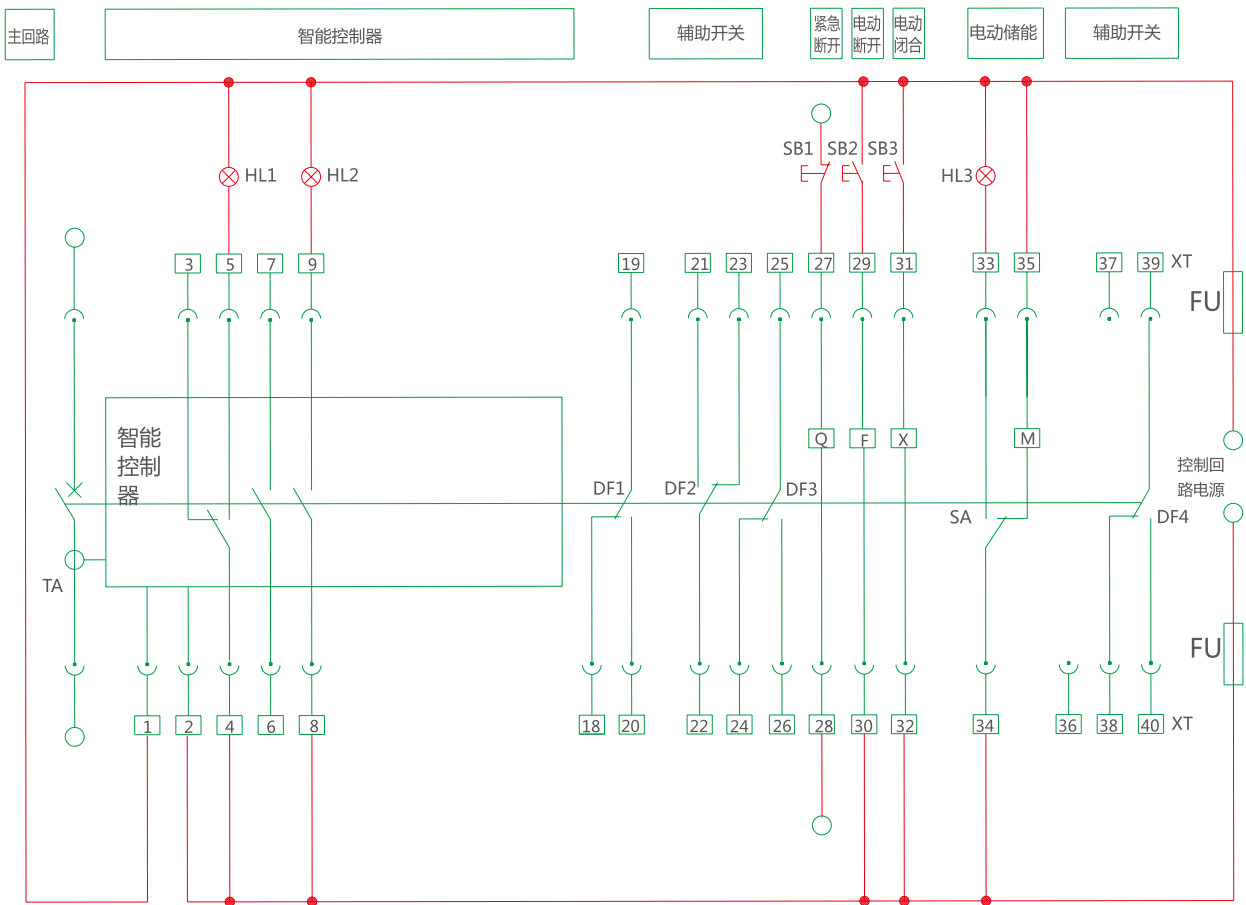 主回路
智能控制器
辅助开关
紧急
断开
电动
断开
电动
闭合
电动储能
辅助开关
SB1 SB2 SB3
HL1 HL2 HL3
3 5 7 9 19 21 23 25 27 29 31 33 35 37 39 XT
FU
智能
控制
器
Q F X M
控制回
路电源
DF1 DF2 DF3 SA DF4
TA
FU
1 2 4 6 8 18 20 22 24 26 28 30 32 34 36 38 40 XT